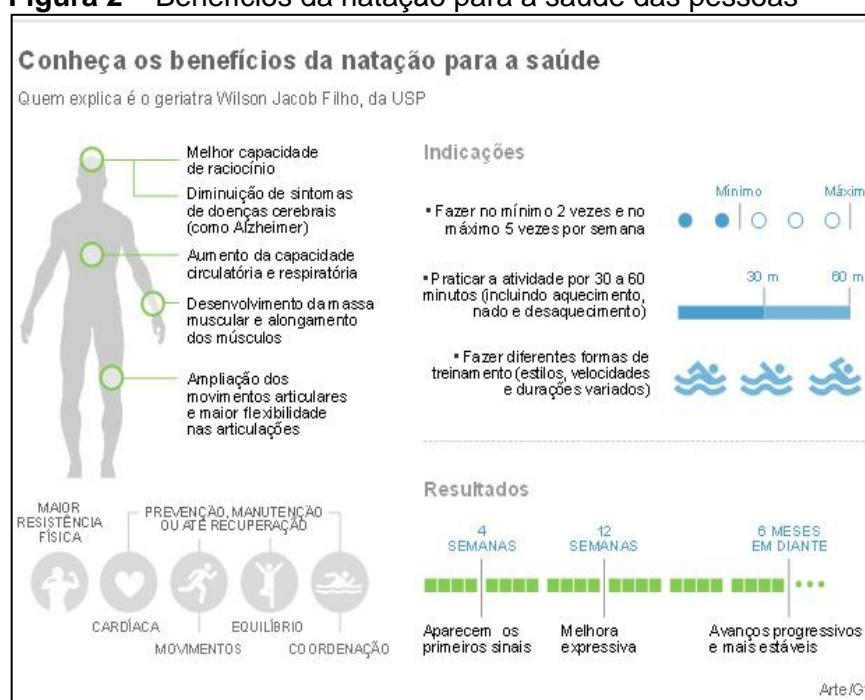 Figura 2 – Benefícios da natação para a saúde das pessoas
Conheça os benefícios da natação para a saúde
Quem explica é o geriatra Wilson Jacob Filho, da USP
Melhor capacidade
de raciocínio
Diminuição de sintomas
de doenças cerebrais
(como Alzheimer)
Aumento da capacidade
circulatória e respiratória
Desenvolvimento da massa
muscular e alongamento
dos músculos
Ampliação dos
movimentos articulares
e maior flexibilidade
nas articulações
MAIOR
RESISTÊNCIA
FÍSICA
PREVENÇÃO, MANUTENÇÃO
OU ATÉ RECUPERAÇÃO
CARDÍACA
MOVIMENTOS
EQUILÍBRIO
COORDENAÇÃO
Indicações
▪ Fazer no mínimo 2 vezes e no
máximo 5 vezes por semana
Mínimo
Máxim
▪ Praticar a atividade por 30 a 60
minutos (incluindo aquecimento,
nado e desaquecimento)
30 m
60 m
▪ Fazer diferentes formas de
treinamento (estilos, velocidades
e durações variados)
Resultados
4
SEMANAS
12
SEMANAS
6 MESES
EM DIANTE
Aparecem os
primeiros sinais
Melhora
expressiva
Avanços progressivos
e mais estáveis
Arte/G